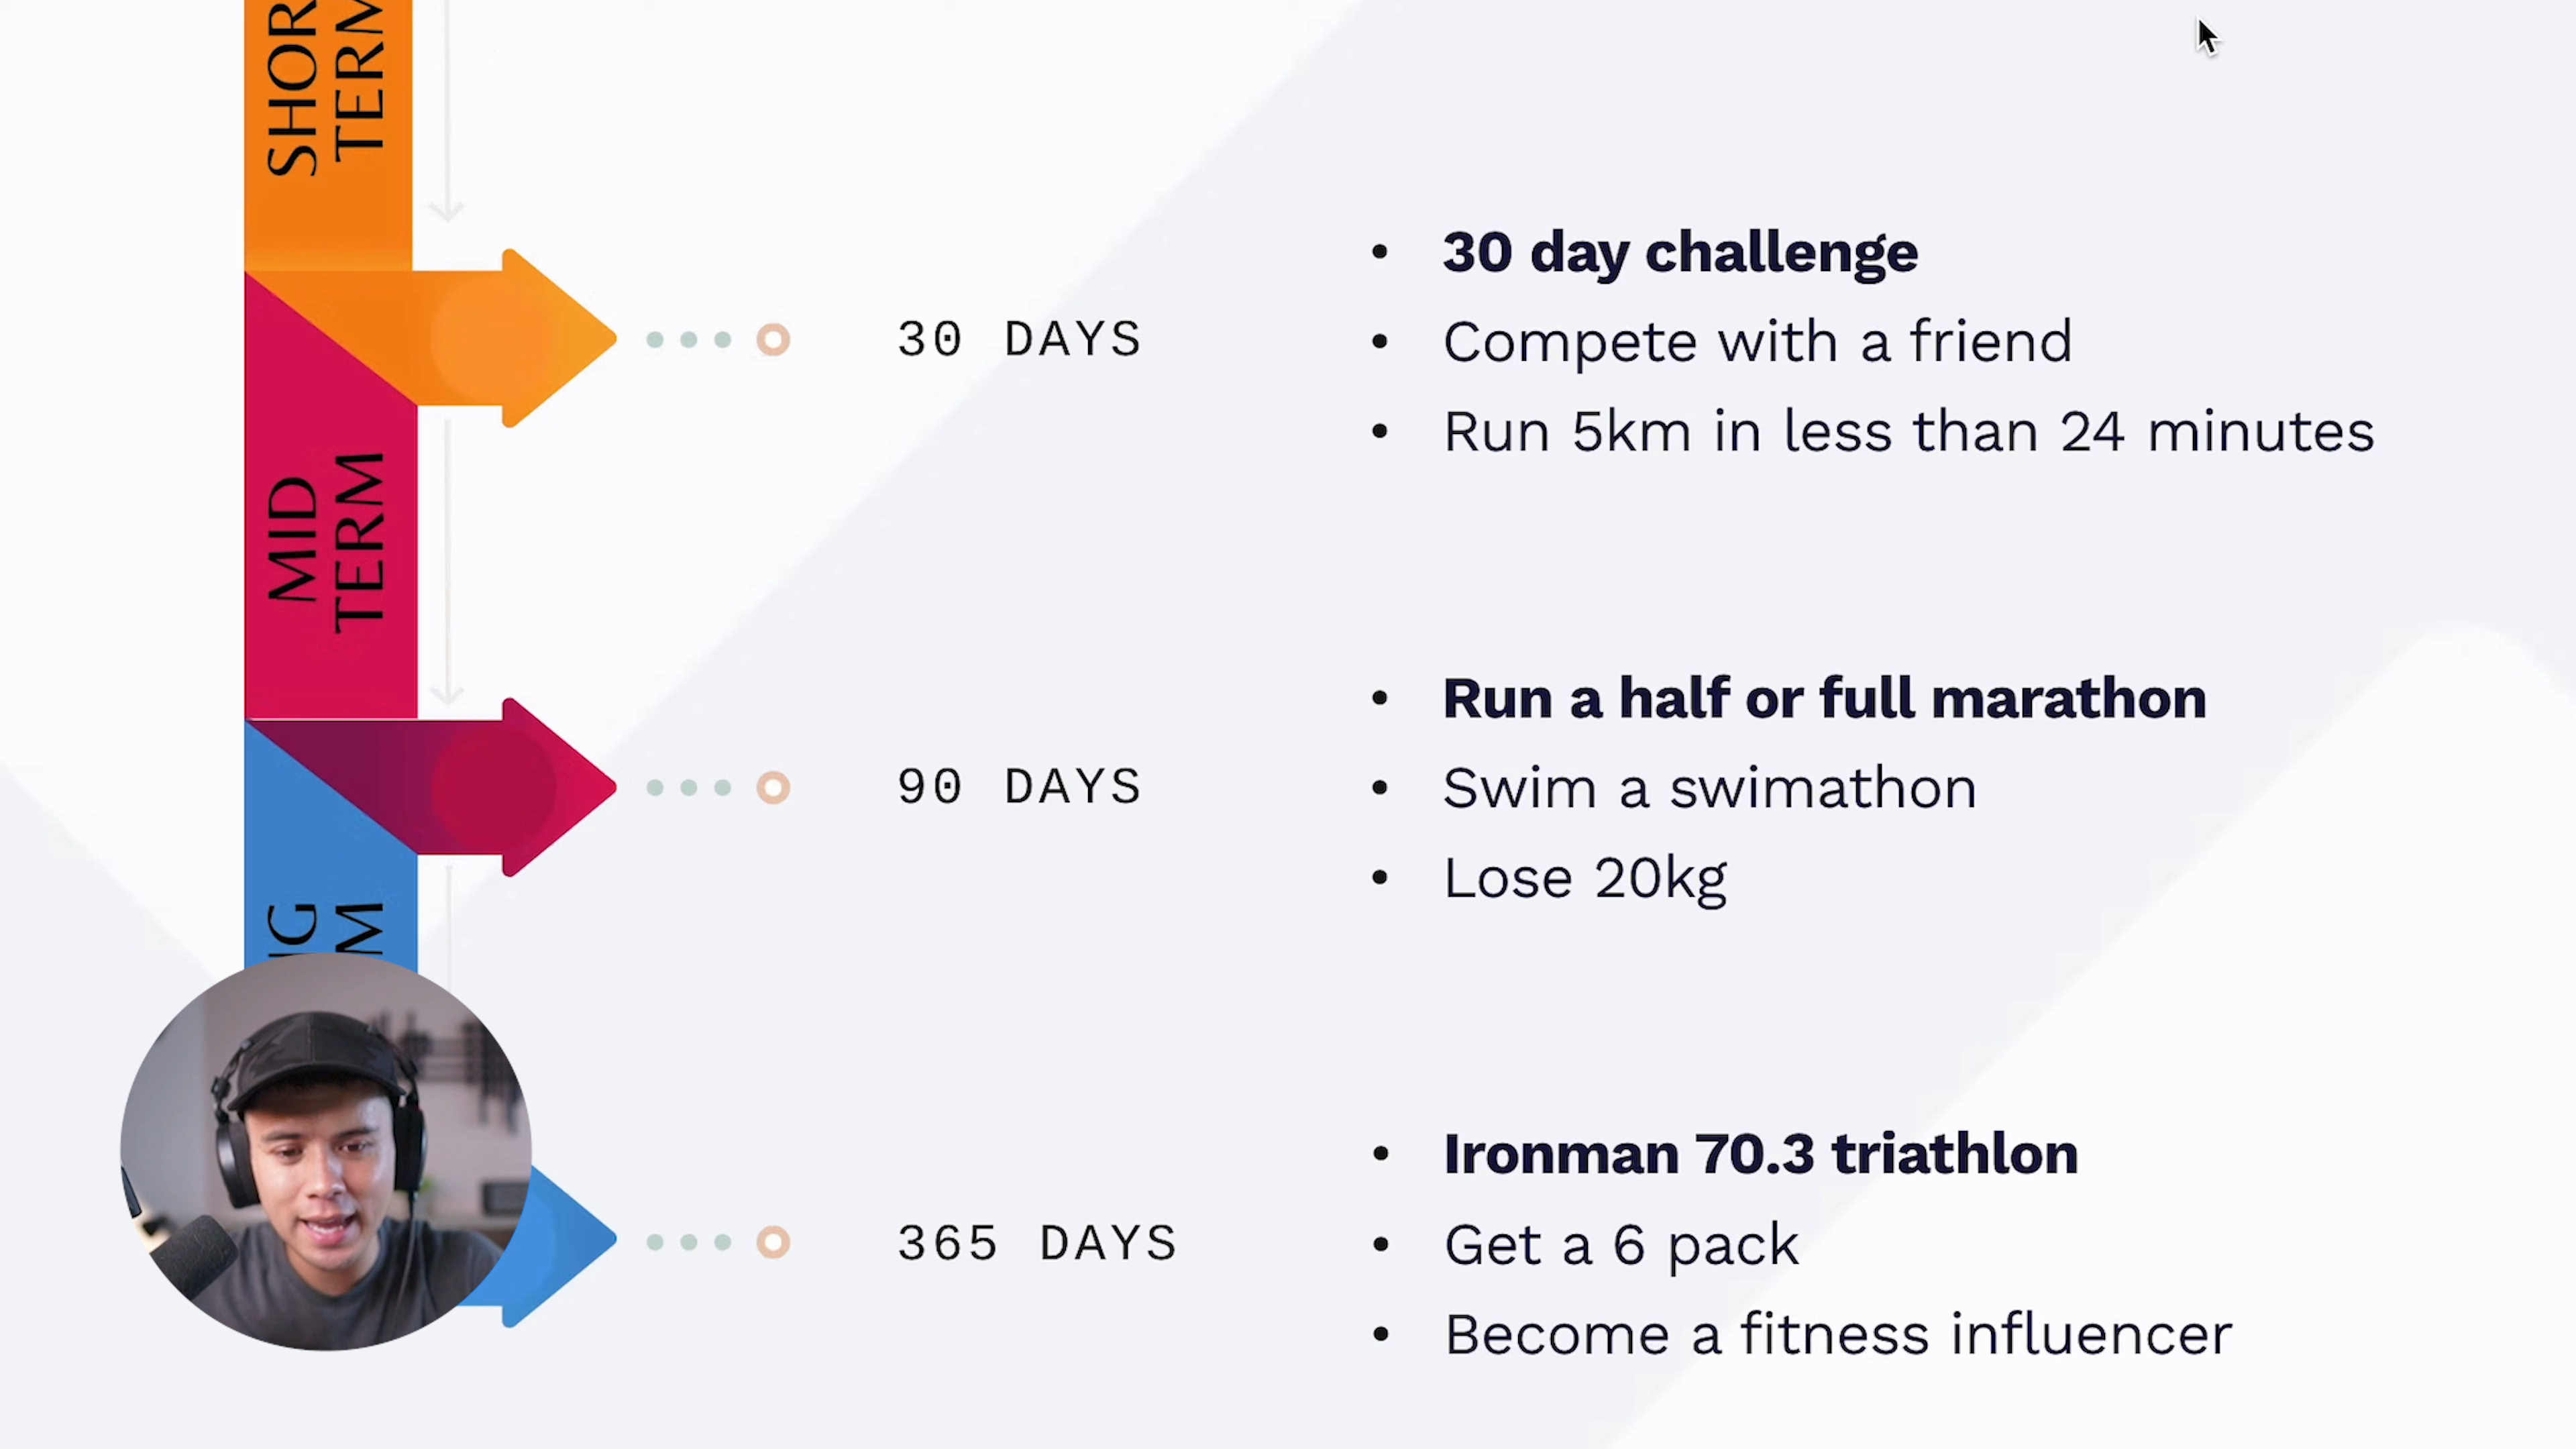 TERM
30 DAYS
30 day challenge
Compete with a friend
Run 5km in less than 24 minutes
MID
TERM
90 DAYS
Run a half or full marathon
Swim a swimathon
Lose 20kg
365 DAYS
Ironman 70.3 triathlon
Get a 6 pack
Become a fitness influencer